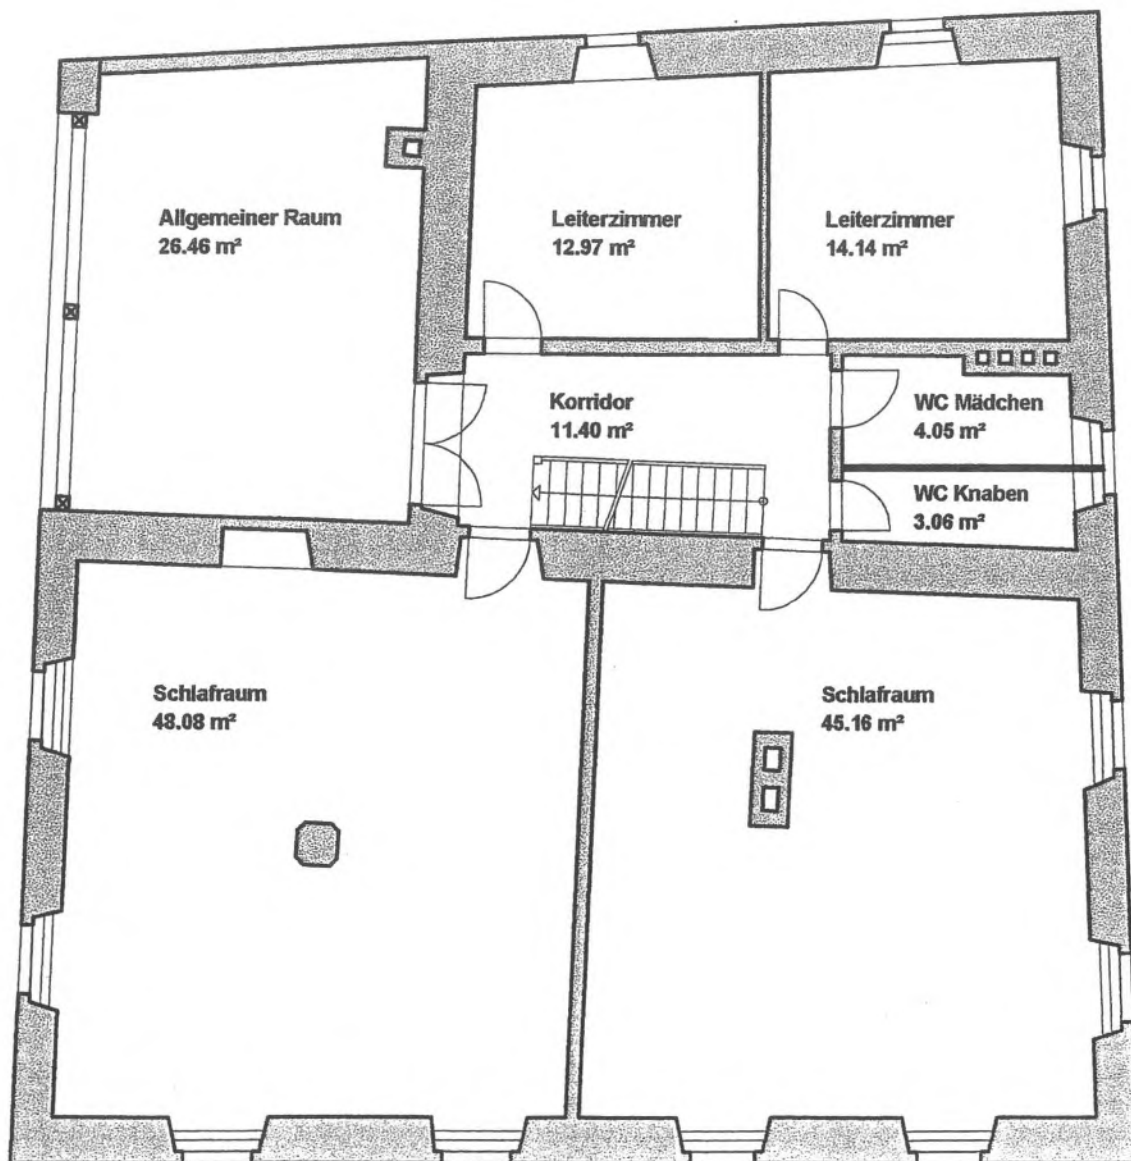 Allgemeiner Raum
26.46 m²
Leiterzimmer
12.97 m²
Leiterzimmer
14.14 m²
Korridor
11.40 m²
WC Mädchen
4.05 m²
WC Knaben
3.06 m²
Schlafraum
48.08 m²
Schlafraum
45.16 m²